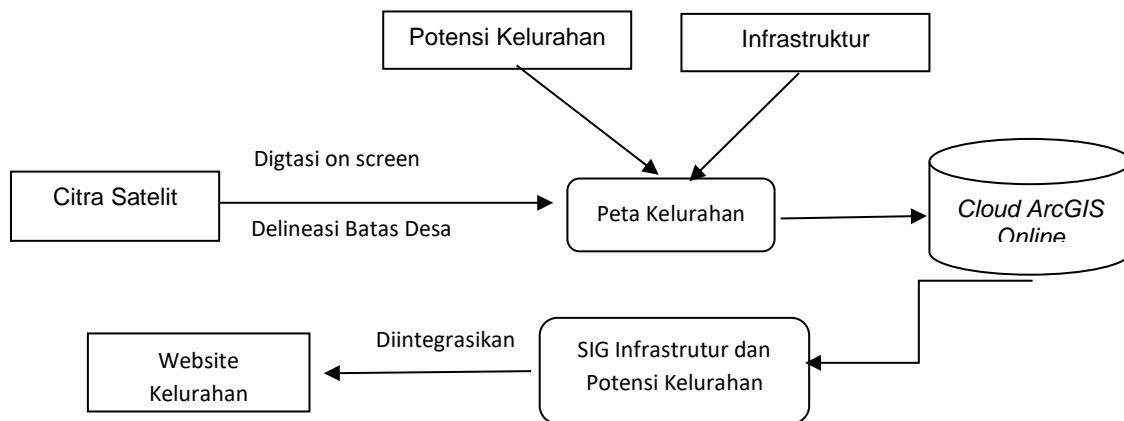 Potensi Kelurahan
Infrastruktur
Digtasi on screen
Citra Satelit
Delineasi Batas Desa
Peta Kelurahan
Cloud ArcGIS
Online
Diintegrasikan
SIG Infrastrutur dan
Potensi Kelurahan
Website
Kelurahan